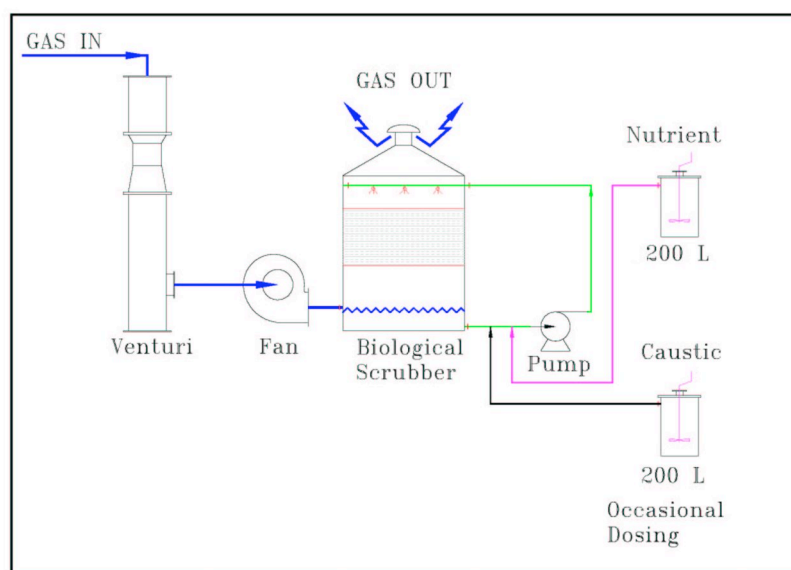 GAS IN
GAS OUT
Nutrient
200 L
Venturi
Fan
Biological
Scrubber
Pump
Caustic
200 L
Occasional
Dosing